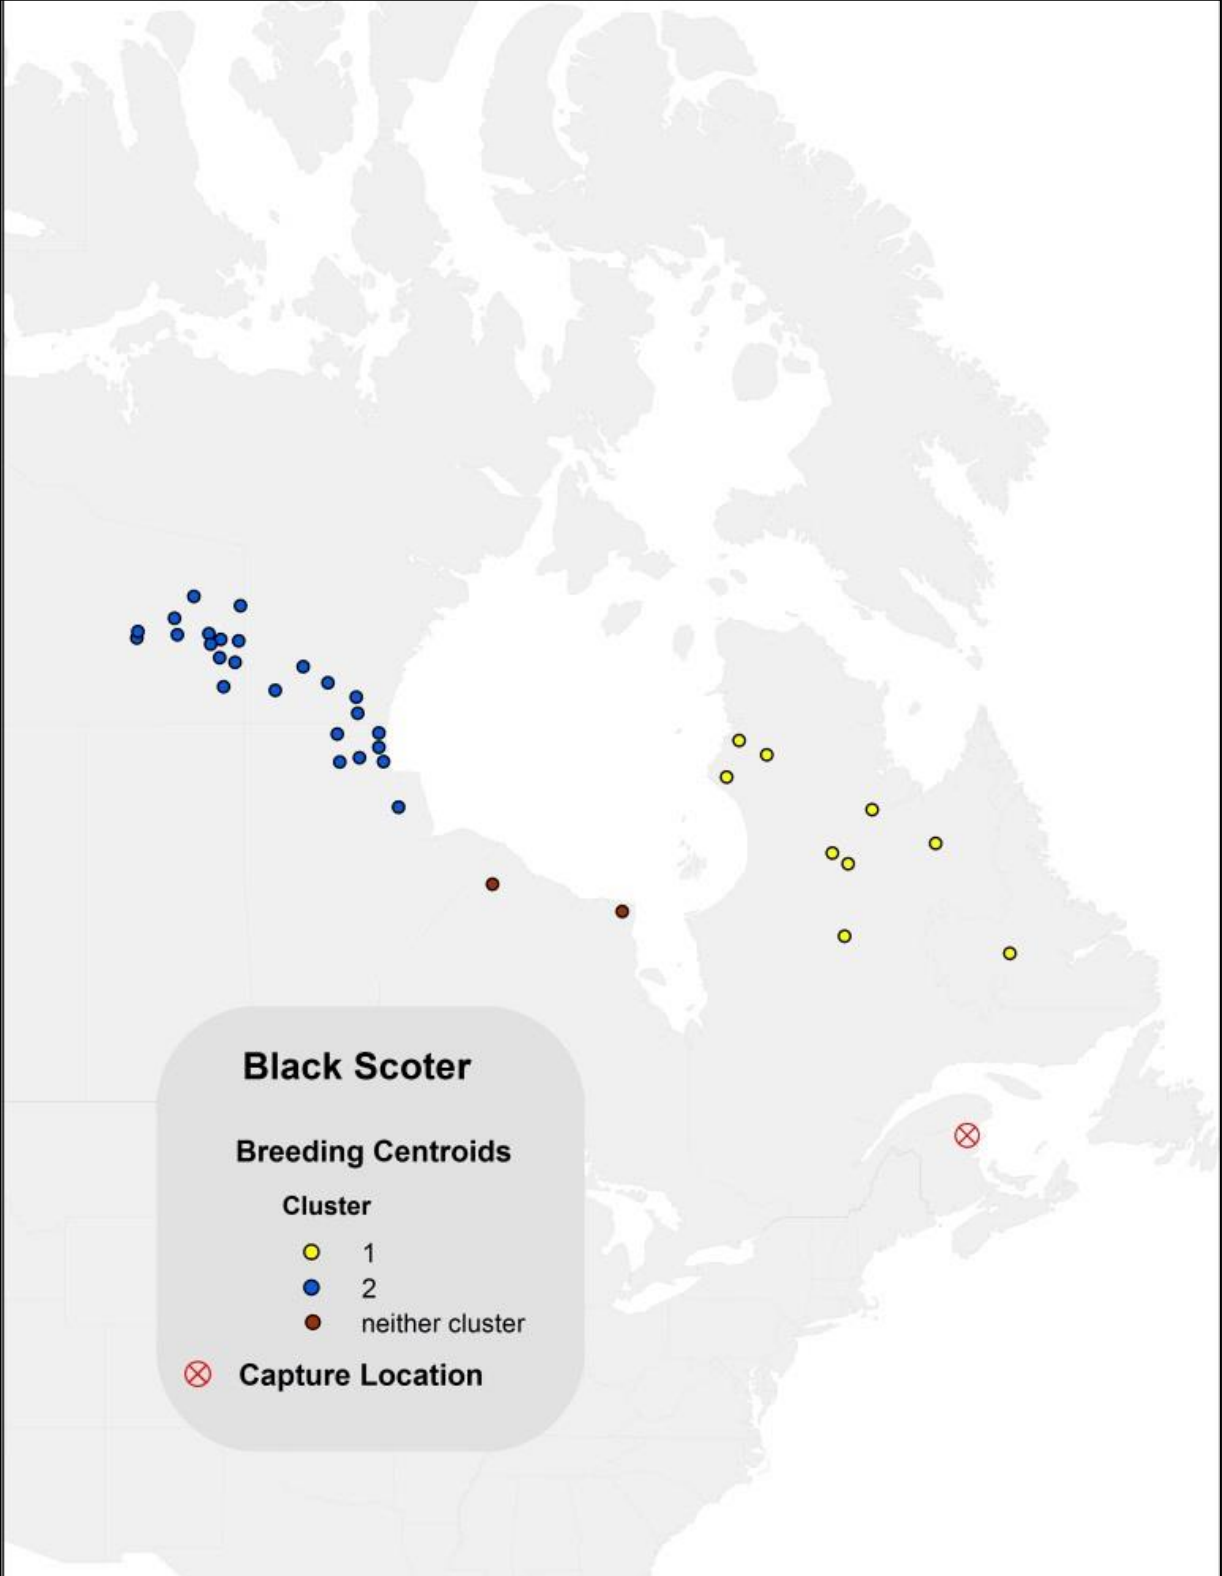 Black Scoter
Breeding Centroids
Cluster
1
2
neither cluster
Capture Location